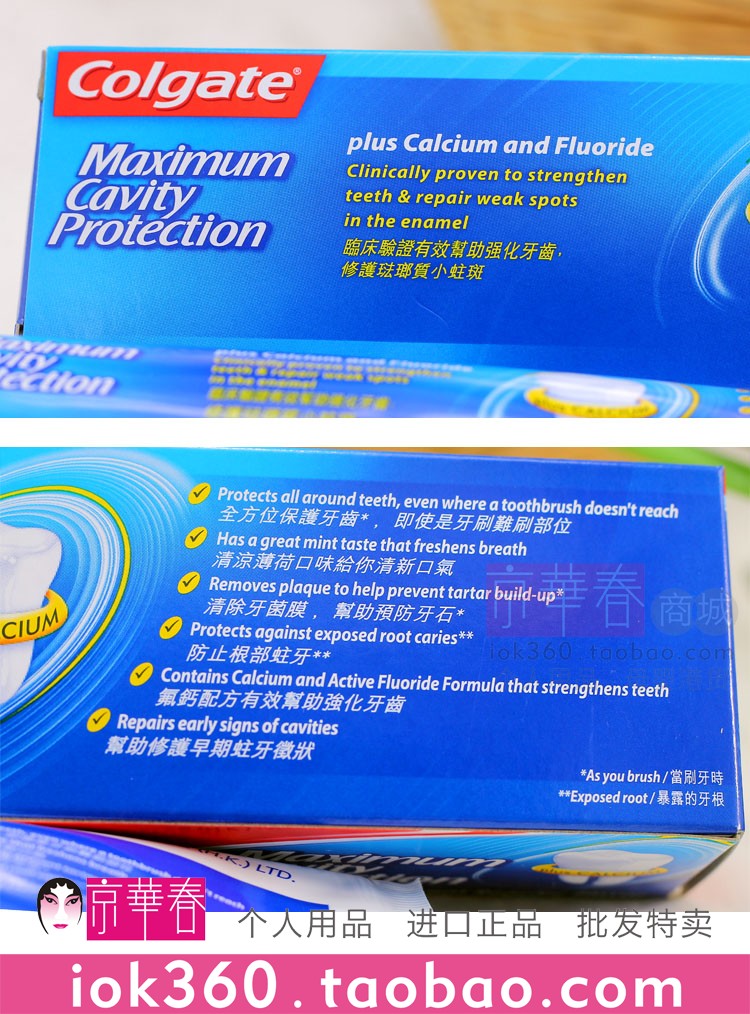 Colgate®
Maximum
Cavity
Protection
plus Calcium and Fluoride
Clinically proven to strengthen
teeth & repair weak spots
in the enamel
臨床驗證有效幫助强化牙齒,
修護琺瑯質小蛀斑
Protects all around teeth, even where a toothbrush doesn't reach
全方位保護牙齒*， 即使是牙刷難刷部位
Has a great mint taste that freshens breath
清涼薄荷口味給你清新口氣
Removes plaque to help prevent tartar build-up*
清除牙菌膜， 幫助預防牙石*
Protects against exposed root caries**
防止根部蛀牙**
Contains Calcium and Active Fluoride Formula that strengthens teeth
氟鈣配方有效幫助強化牙齒
Repairs early signs of cavities
幫助修護早期蛀牙徵狀
*As you brush / 當刷牙時
**Exposed root / 暴露的牙根
CIUM
京華春 商城
iok360 taobao.com
(H.K.) LTD.
Maximum
京華春 个人用品 进口正品 批发特卖
iok360.taobao.com